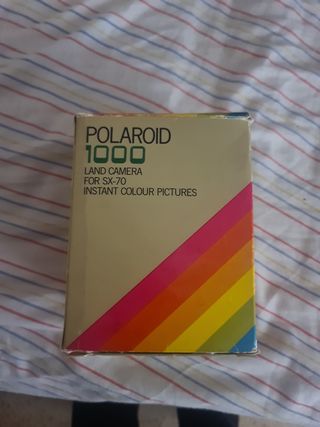 POLAROID
1000
LAND CAMERA
FOR SX-70
INSTANT COLOUR PICTURES